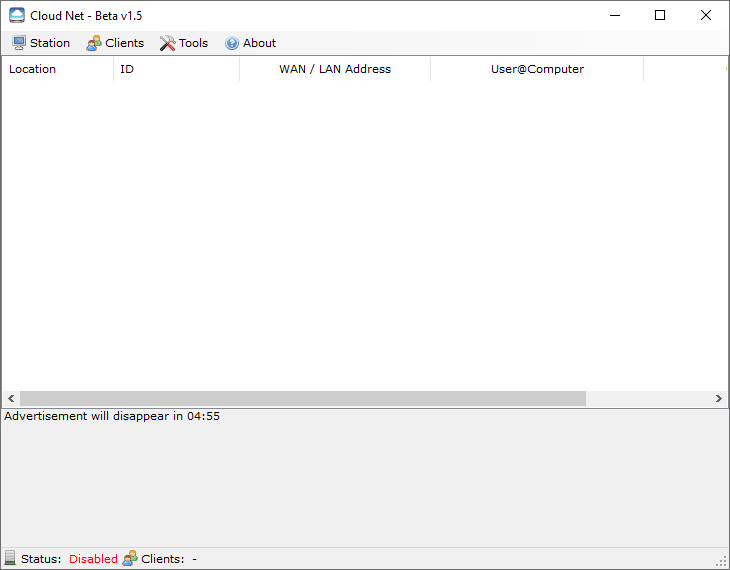 Cloud Net - Beta v1.5
Station Clients Tools About
Location ID WAN / LAN Address User@Computer
Advertisement will disappear in 04:55
Status: Disabled Clients: -